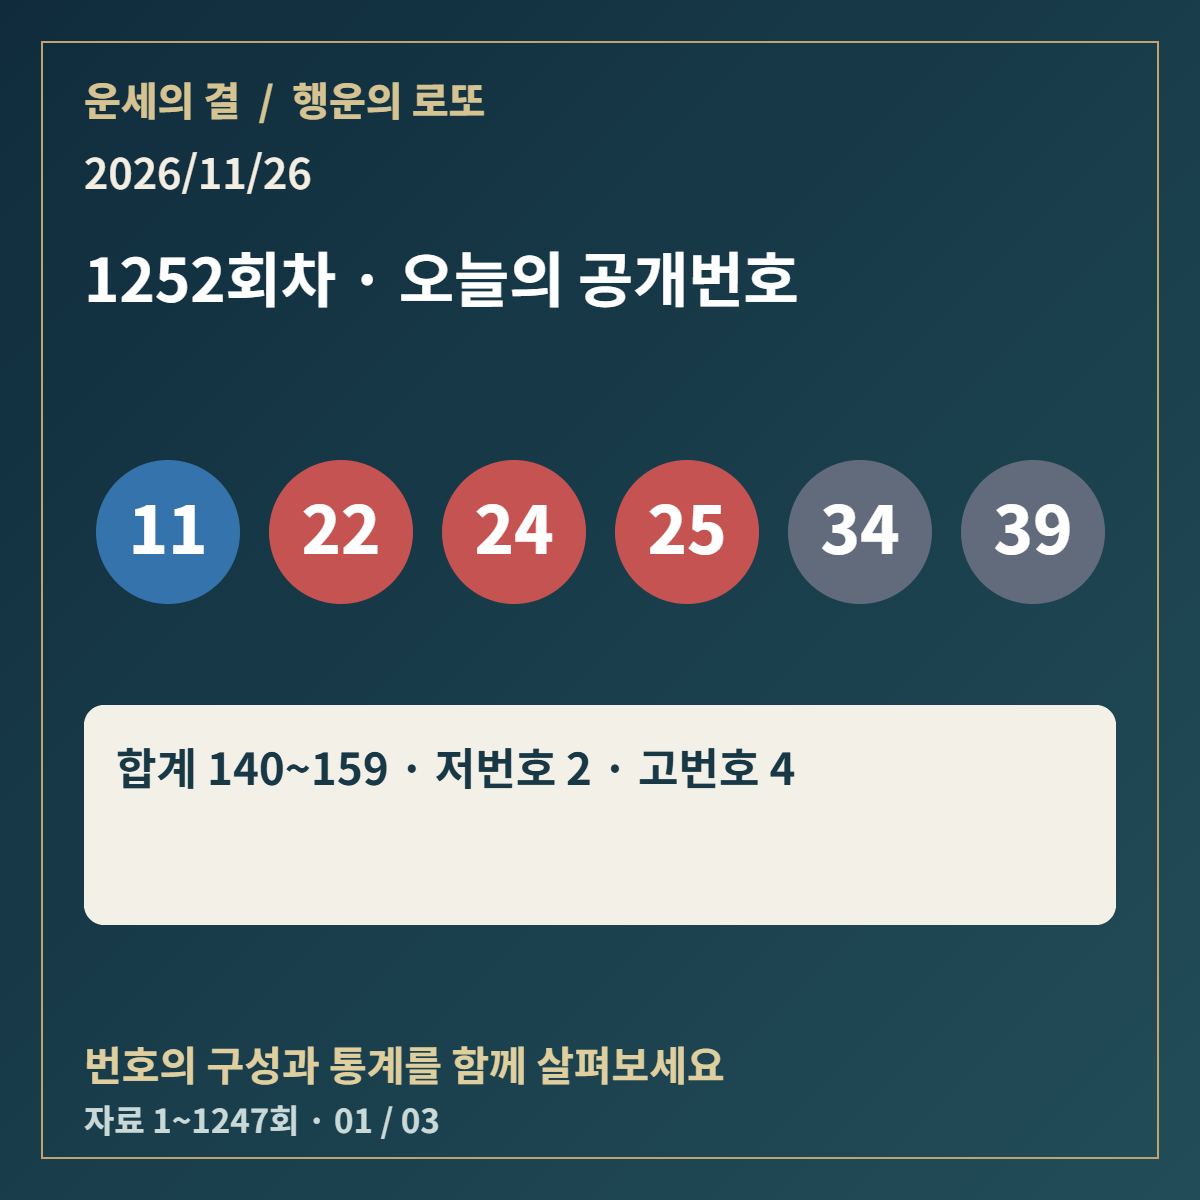 운세의 결 / 행운의 로또
2026/11/26
1252회차 · 오늘의 공개번호
11 22 24 25 34 39
합계 140~159 · 저번호 2 · 고번호 4
번호의 구성과 통계를 함께 살펴보세요
자료 1~1247회 · 01 / 03